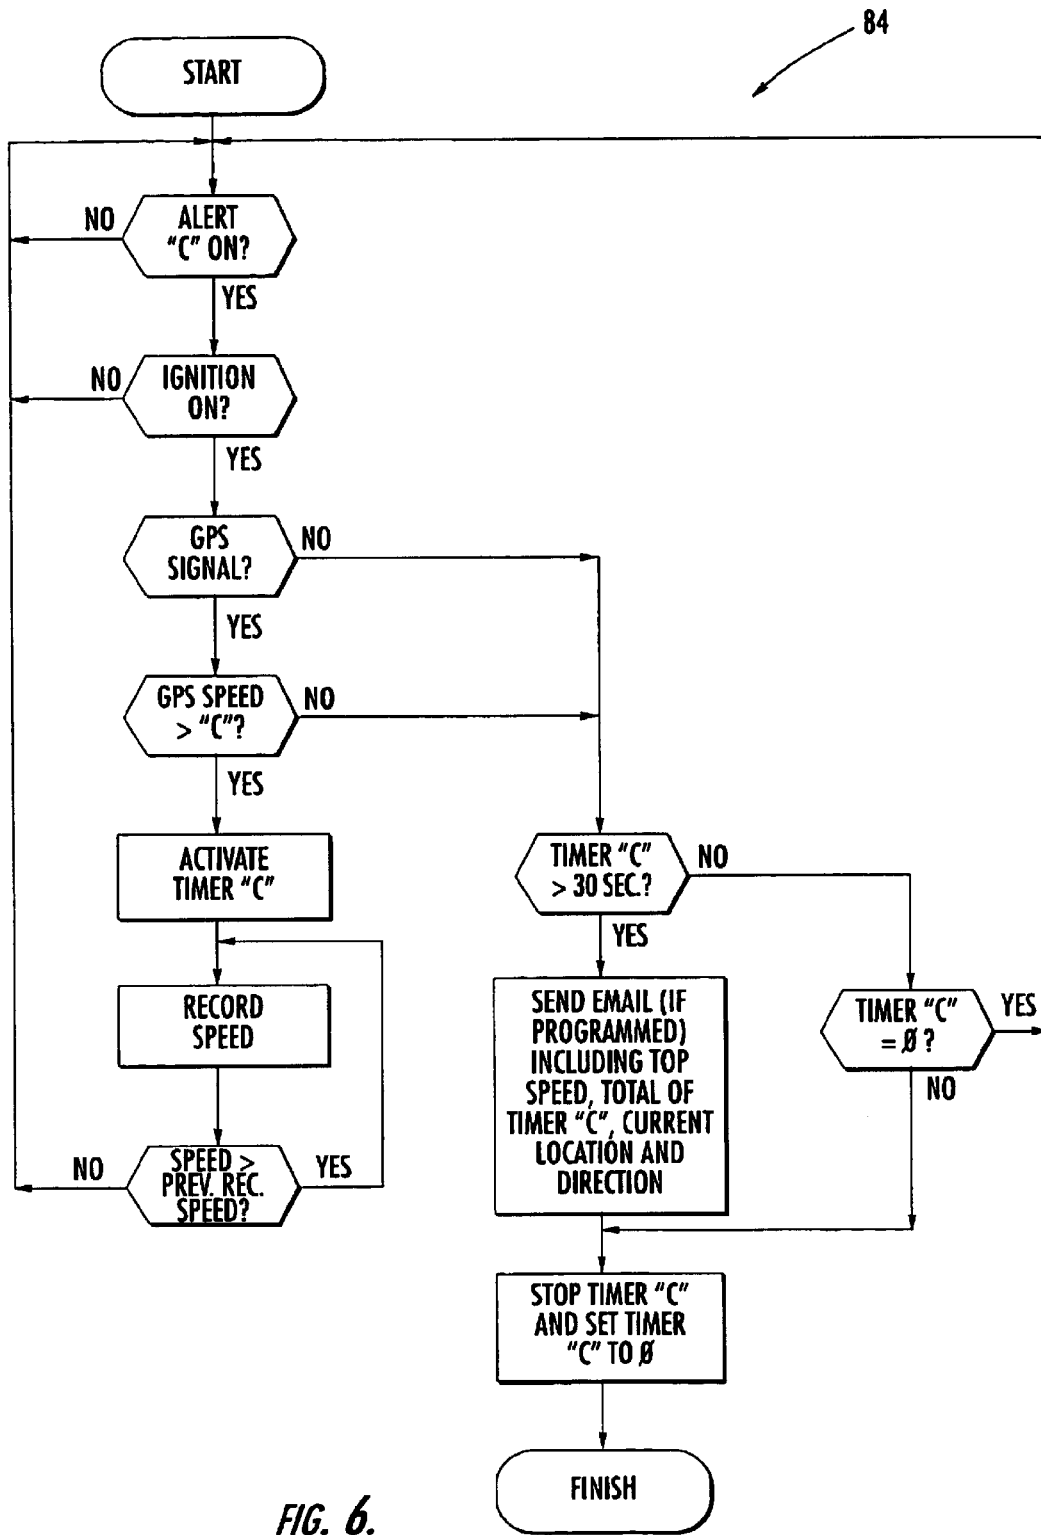 84
START
ALERT
"C" ON?
NO
YES
IGNITION
ON?
NO
YES
GPS
SIGNAL?
NO
YES
GPS SPEED
> "C"?
NO
YES
ACTIVATE
TIMER "C"
RECORD
SPEED
SPEED >
PREV. REC.
SPEED?
NO
YES
TIMER "C"
> 30 SEC.?
NO
YES
TIMER "C"
= Ø ?
YES
NO
SEND EMAIL (IF
PROGRAMMED)
INCLUDING TOP
SPEED, TOTAL OF
TIMER "C", CURRENT
LOCATION AND
DIRECTION
STOP TIMER "C"
AND SET TIMER
"C" TO Ø
FINISH
FIG. 6.